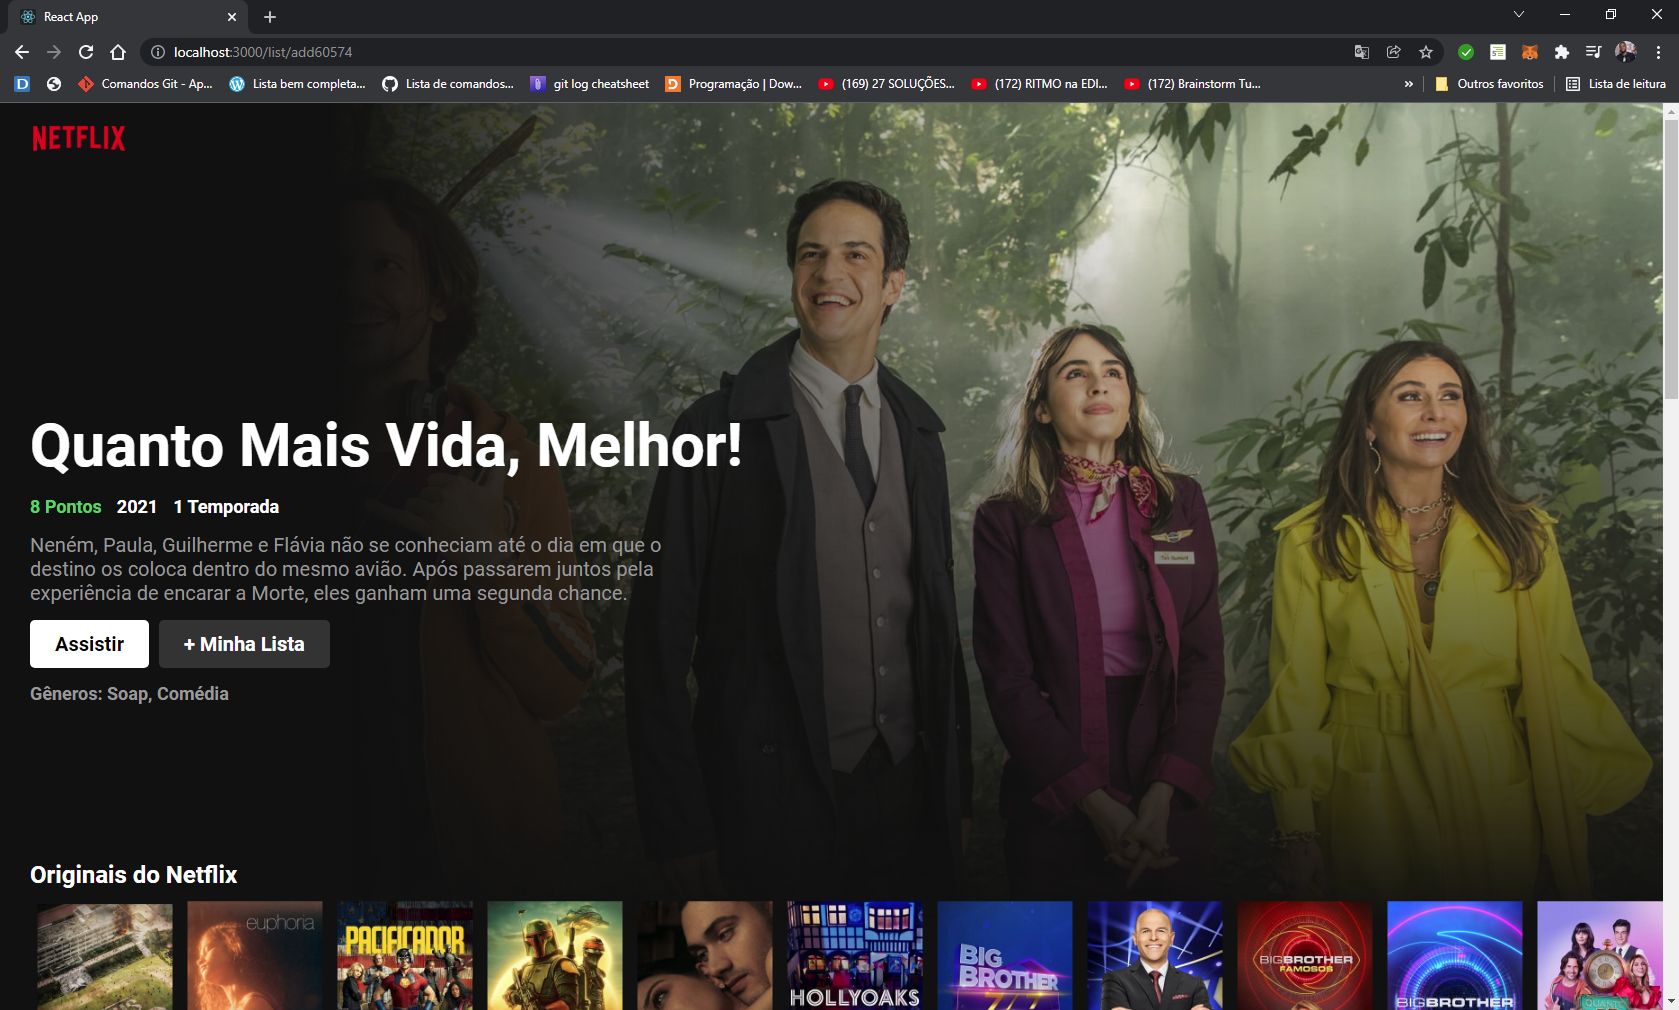 React App
localhost:3000/list/add60574
Comandos Git - Ap...
Lista bem completa...
Lista de comandos...
git log cheatsheet
Programação | Dow...
(169) 27 SOLUÇÕES...
(172) RITMO na EDI...
(172) Brainstorm Tu...
»
Outros favoritos
Lista de leitura
NETFLIX
Quanto Mais Vida, Melhor!
8 Pontos 2021 1 Temporada
Neném, Paula, Guilherme e Flávia não se conheciam até o dia em que o
destino os coloca dentro do mesmo avião. Após passarem juntos pela
experiência de encarar a Morte, eles ganham uma segunda chance.
Assistir
+ Minha Lista
Gêneros: Soap, Comédia
Originais do Netflix
euphoria
PACIFICADOR
HOLLYOAKS
BIG
BROTHER
BIGBROTHER
FAMOSOS
BIGBROTHER
QUANTO